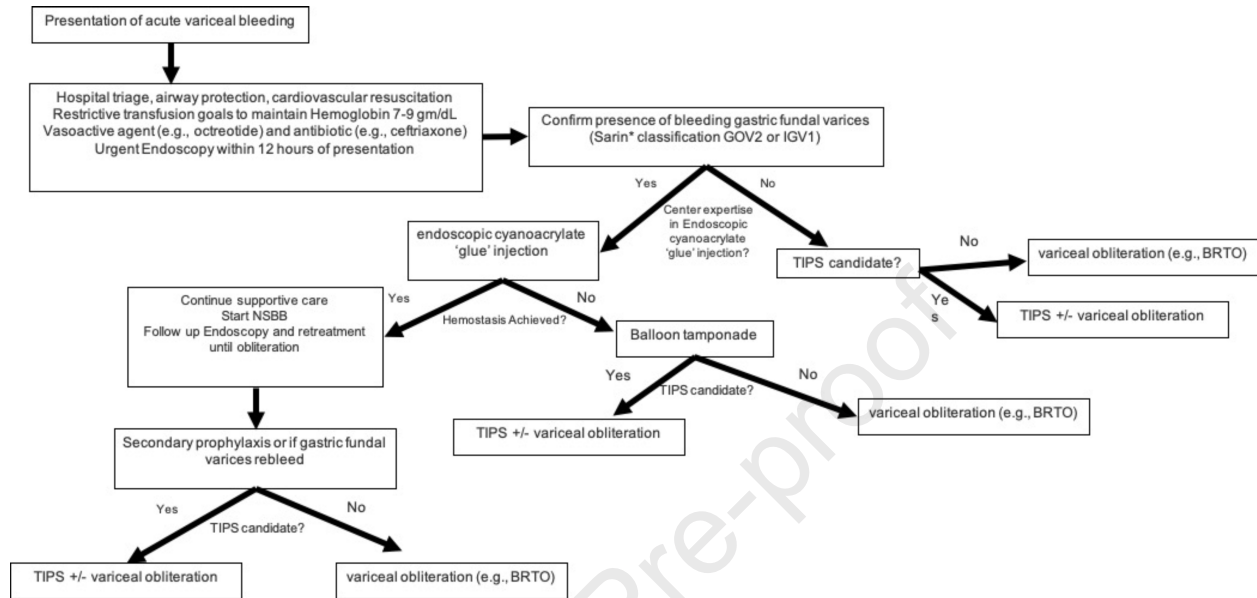 Presentation of acute variceal bleeding
Hospital triage, airway protection, cardiovascular resuscitation
Restrictive transfusion goals to maintain Hemoglobin 7-9 gm/dL
Vasoactive agent (e.g., octreotide) and antibiotic (e.g., ceftriaxone)
Urgent Endoscopy within 12 hours of presentation
Confirm presence of bleeding gastric fundal varices
(Sarin* classification GOV2 or IGV1)
Yes
No
Center expertise
in Endoscopic
cyanoacrylate
'glue' injection?
endoscopic cyanoacrylate
'glue' injection
TIPS candidate?
No
variceal obliteration (e.g., BRTO)
Ye
s
TIPS +/- variceal obliteration
Yes
No
Hemostasis Achieved?
Continue supportive care
Start NSBB
Follow up Endoscopy and retreatment
until obliteration
Balloon tamponade
Yes
No
TIPS candidate?
TIPS +/- variceal obliteration
variceal obliteration (e.g., BRTO)
Secondary prophylaxis or if gastric fundal
varices rebleed
Yes
No
TIPS candidate?
TIPS +/- variceal obliteration
variceal obliteration (e.g., BRTO)
Pre-proof